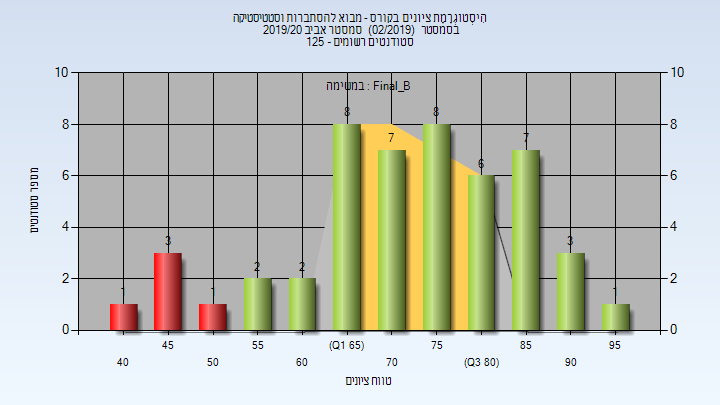 הִיסְטוֹגְרַמַּת ציונים בקורס - מבוא להסתברות וסטטיסטיקה
בסמסטר (02/2019) סמסטר אביב 2019/20
סטודנטים רשומים - 125
במשימה : Final_B
10 10
8 8
6 6
4 4
2 2
0 0
מספר סטודנטים
1 3 1 2 2 8 7 8 6 7 3 1
45 55 (Q1 65) 75 85 95
40 50 60 70 (Q3 80) 90
טווח ציונים